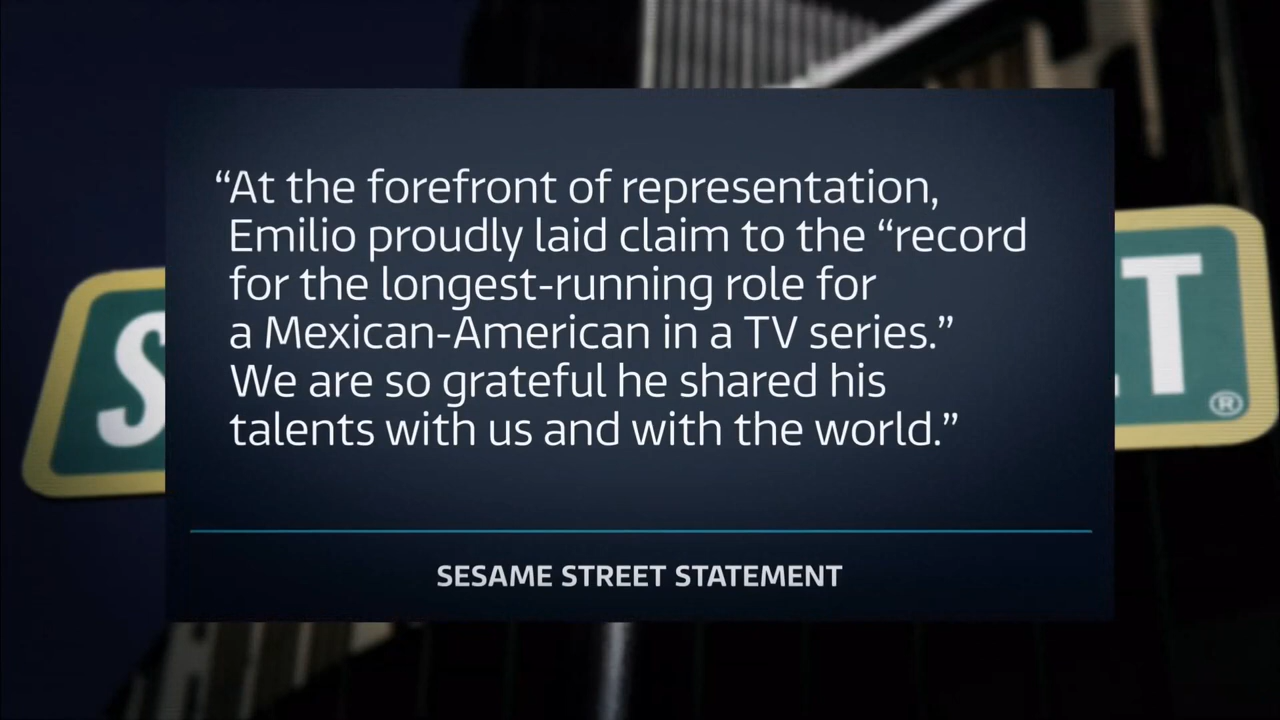 “At the forefront of representation,
Emilio proudly laid claim to the “record
for the longest-running role for
a Mexican-American in a TV series.”
We are so grateful he shared his
talents with us and with the world.”
SESAME STREET STATEMENT
S
T
®